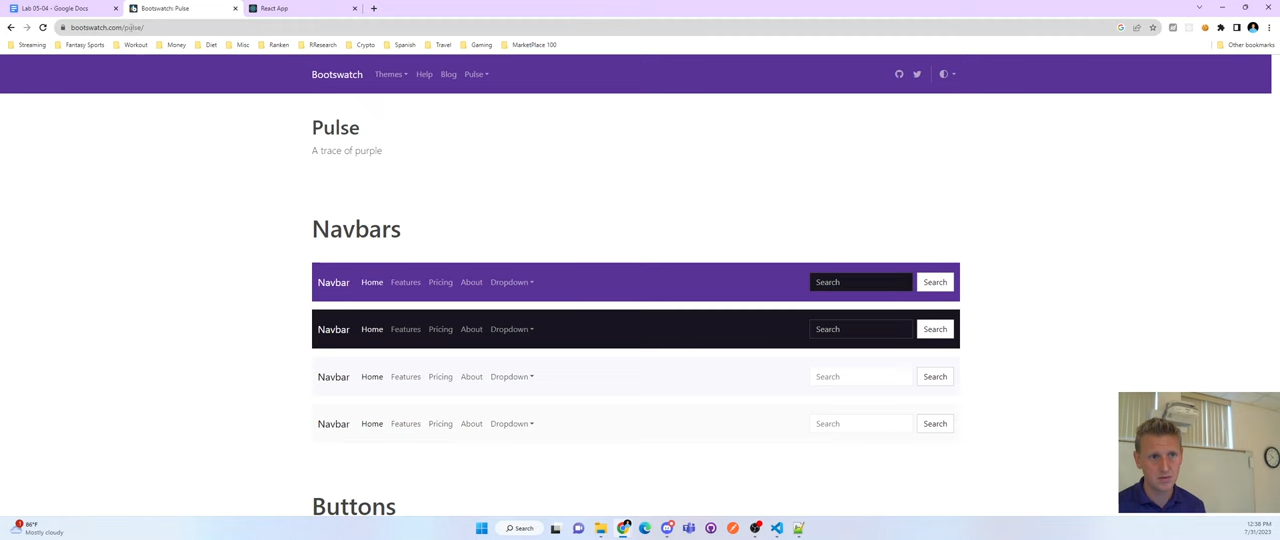 Lab 05-04 - Google Docs
Bootswatch: Pulse
React App
bootswatch.com/pulse/
Streaming Fantasy Sports Workout Money Diet Misc Ranken RResearch Crypto Spanish Travel Gaming MarketPlace 100 Other bookmarks
Bootswatch Themes Help Blog Pulse
Pulse
A trace of purple
Navbars
Navbar Home Features Pricing About Dropdown Search Search
Navbar Home Features Pricing About Dropdown Search Search
Navbar Home Features Pricing About Dropdown Search Search
Navbar Home Features Pricing About Dropdown Search Search
Buttons
86°F
Mostly cloudy
Search
12:38 PM
7/31/2023